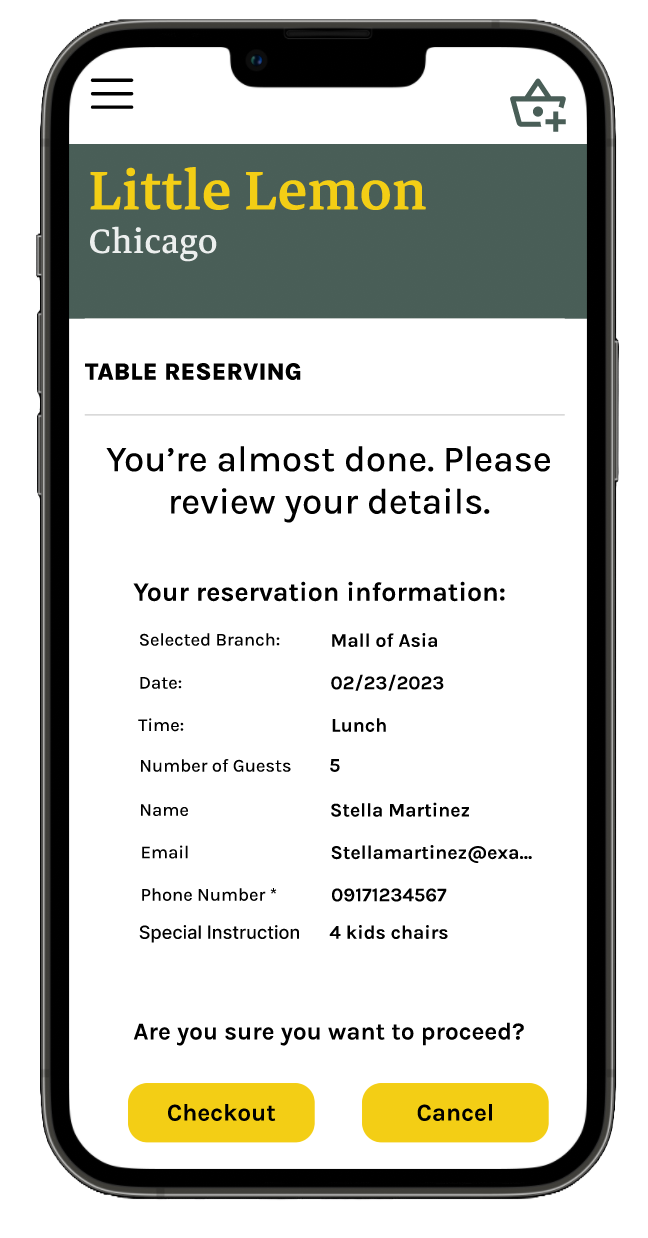 Little Lemon
Chicago
TABLE RESERVING
You’re almost done. Please
review your details.
Your reservation information:
Selected Branch: Mall of Asia
Date: 02/23/2023
Time: Lunch
Number of Guests 5
Name Stella Martinez
Email Stellamartinez@exa...
Phone Number * 09171234567
Special Instruction 4 kids chairs
Are you sure you want to proceed?
Checkout Cancel